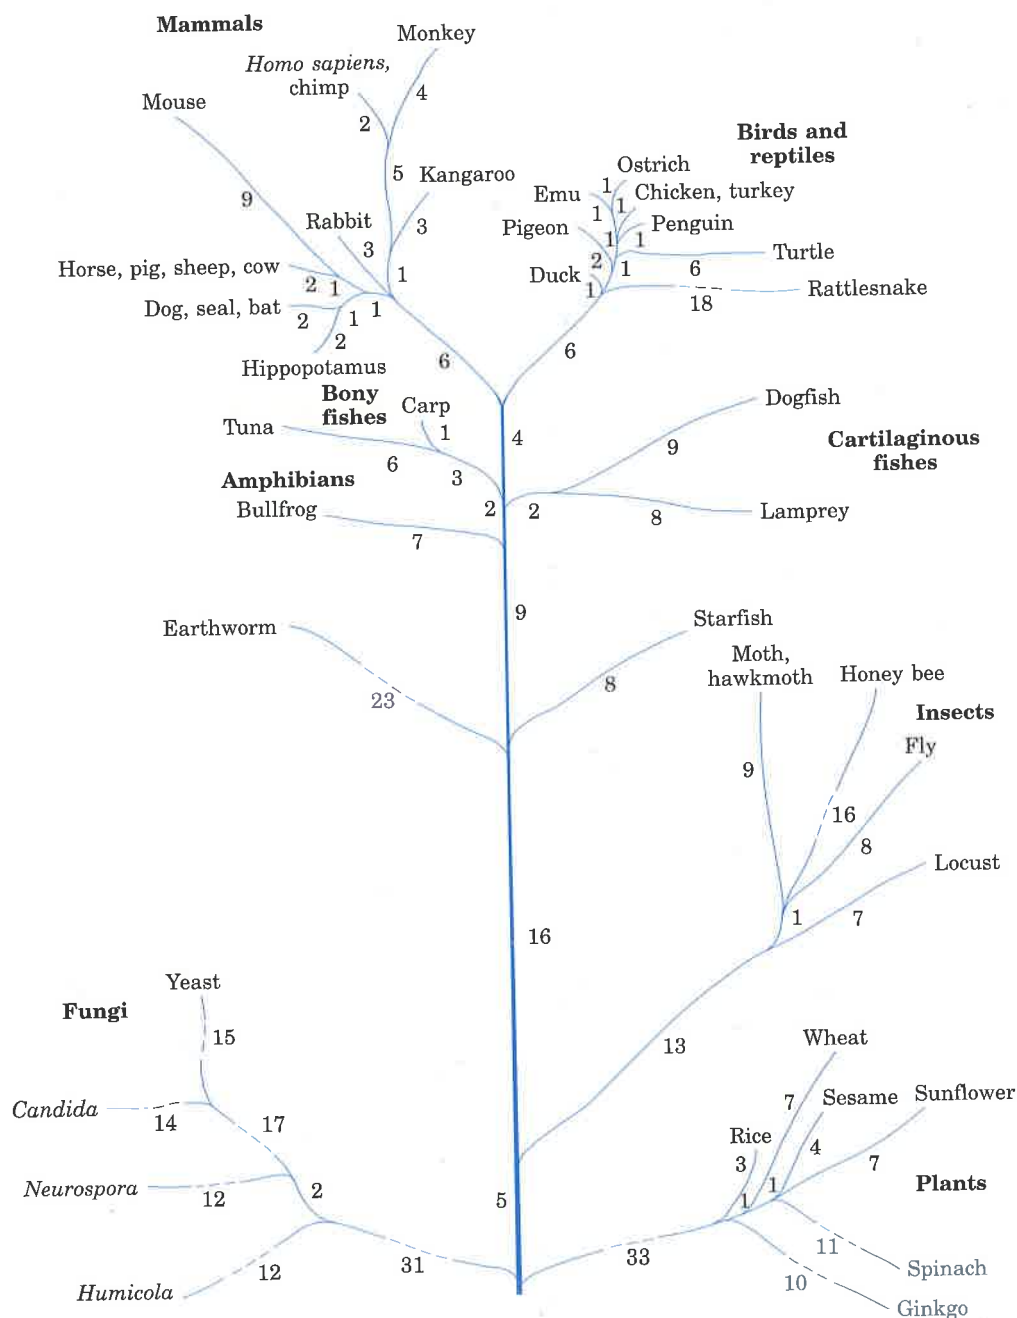 Mammals
Monkey
Homo sapiens,
chimp
4
Mouse
2
Birds and
reptiles
Ostrich
5
Kangaroo
1
Emu
Chicken, turkey
9
1
1
Rabbit
3
Pigeon
Penguin
3
1
1
Turtle
Horse, pig, sheep, cow
2
1
6
2
1
1
Duck
1
Rattlesnake
Dog, seal, bat
1
1
18
2
2
6
6
Hippopotamus
Bony
fishes
Carp
Dogfish
Tuna
1
4
Cartilaginous
fishes
9
6
3
Amphibians
Bullfrog
2
2
8
Lamprey
7
9
Earthworm
Starfish
Moth,
hawkmoth
Honey bee
23
8
Insects
Fly
9
16
8
Locust
1
7
16
Yeast
Fungi
15
13
Wheat
Candida
14
17
7
Sesame
Sunflower
Rice
3
4
7
Neurospora
12
2
5
1
1
Plants
Humicola
12
31
33
11
10
Spinach
Ginkgo